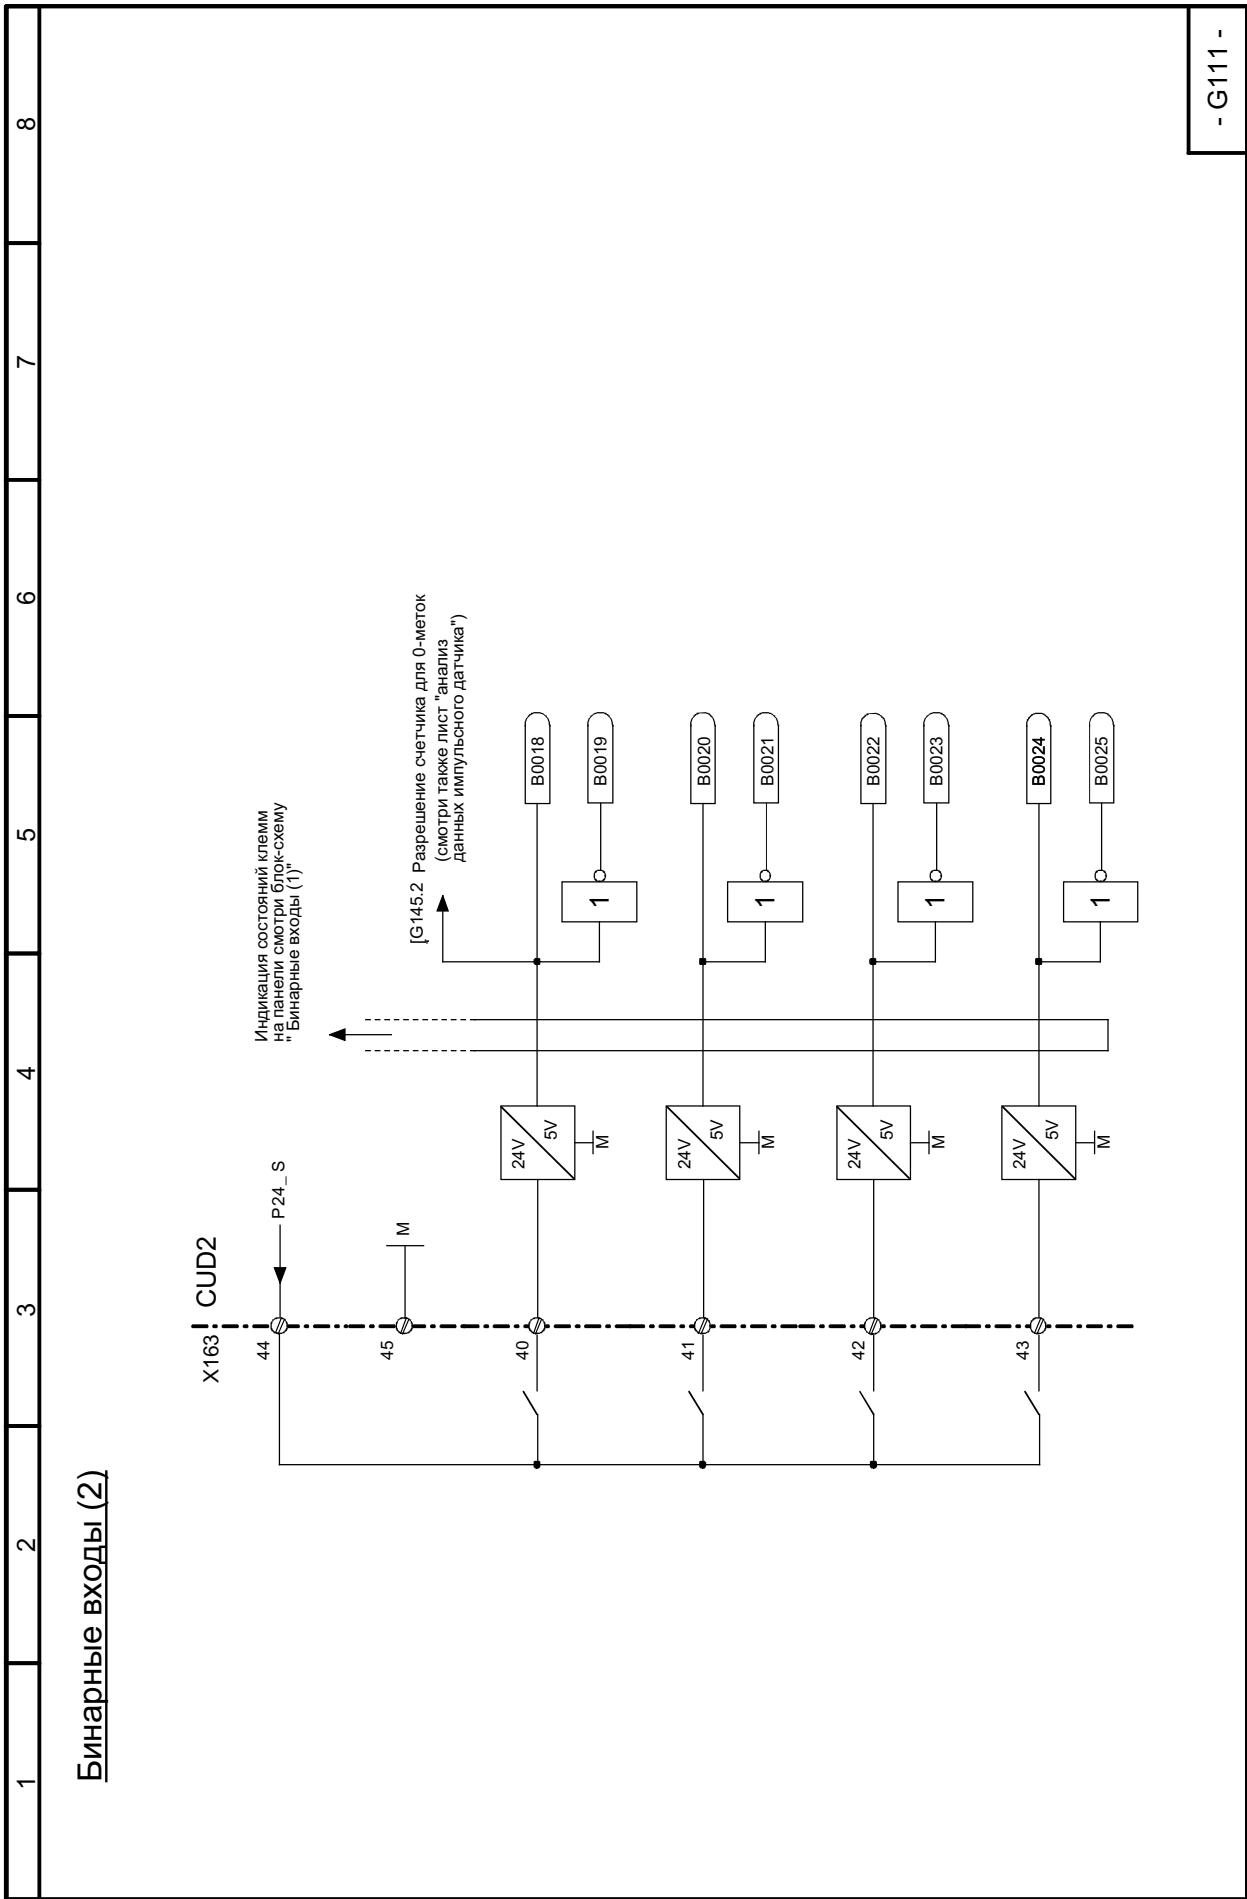 1 2 3 4 5 6 7 8
Бинарные входы (2)
X163 CUD2
44 P24_ S
45 M
Индикация состояний клемм
на панели смотри блок-схему
" Бинарные входы (1)"
[G145.2 Разрешение счетчика для 0-меток
(смотри также лист "анализ
данных импульсного датчика")
40 24V 5V B0018
M 1 B0019
41 24V 5V B0020
M 1 B0021
42 24V 5V B0022
M 1 B0023
43 24V 5V B0024
M 1 B0025
- G111 -